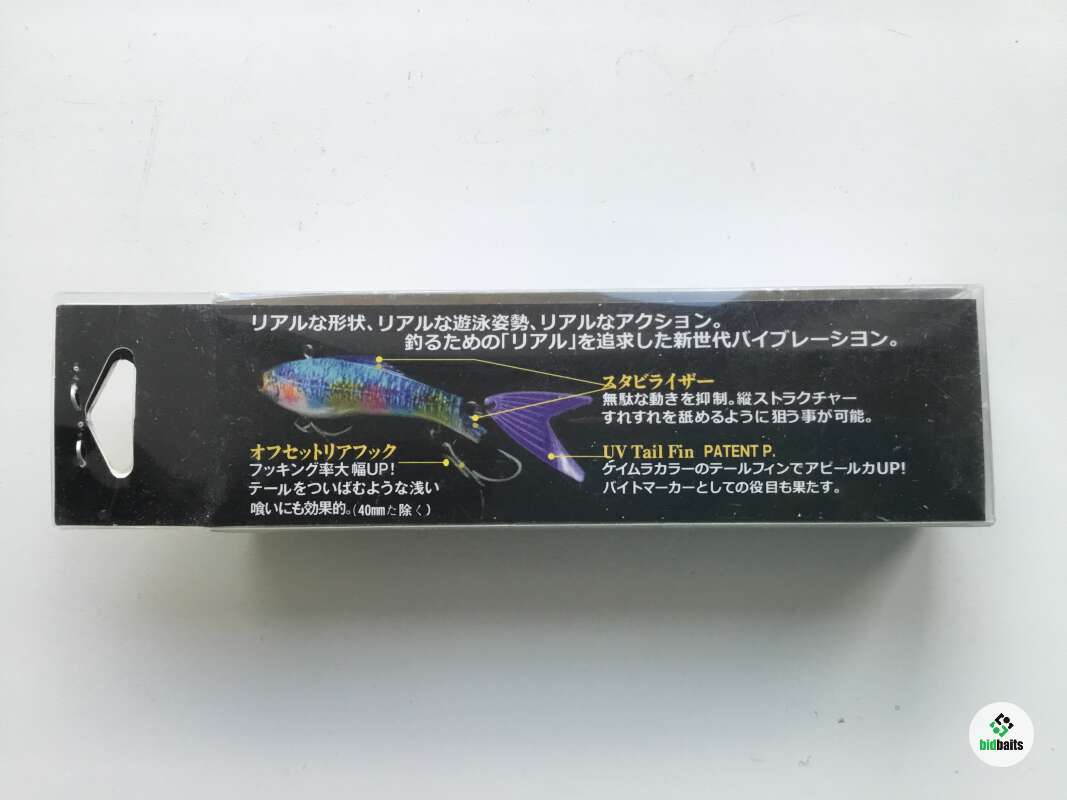 リアルな形状、リアルな遊泳姿勢、リアルなアクション。
釣るための「リアル」を追求した新世代バイブレーション。
スタビライザー
無駄な動きを抑制。縦ストラクチャー
すれすれを舐めるように狙う事が可能。
オフセットリアフック
フッキング率大幅UP!
テールをついばむような浅い
喰いにも効果的。(40mmた除く)
UV Tail Fin PATENT P.
ケイムラカラーのテールフィンでアピール力UP!
バイトマーカーとしての役目も果たす。
bidbaits